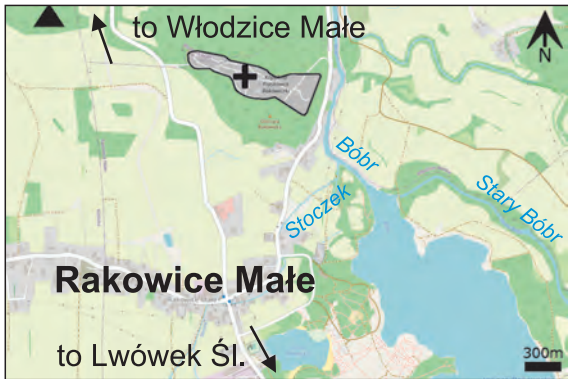 to Włodzice Małe
N
Bóbr
Stary Bóbr
Stoczek
Rakowice Małe
to Lwówek Śl.
300m